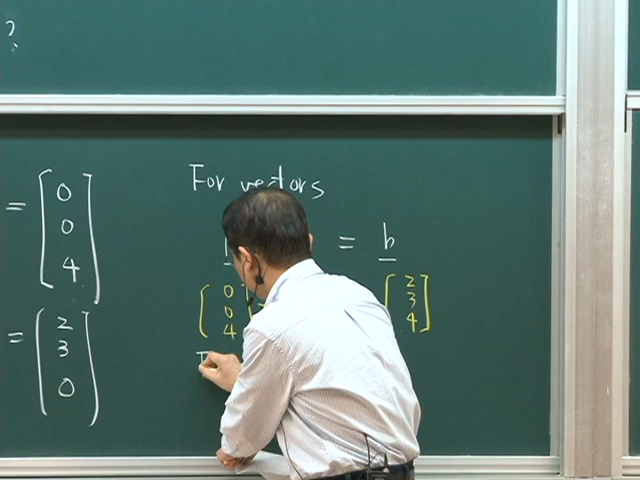 ?
= [0 0 4]
= [2 3 0]
For vectors
= b
[0 0 4] [2 3 4]